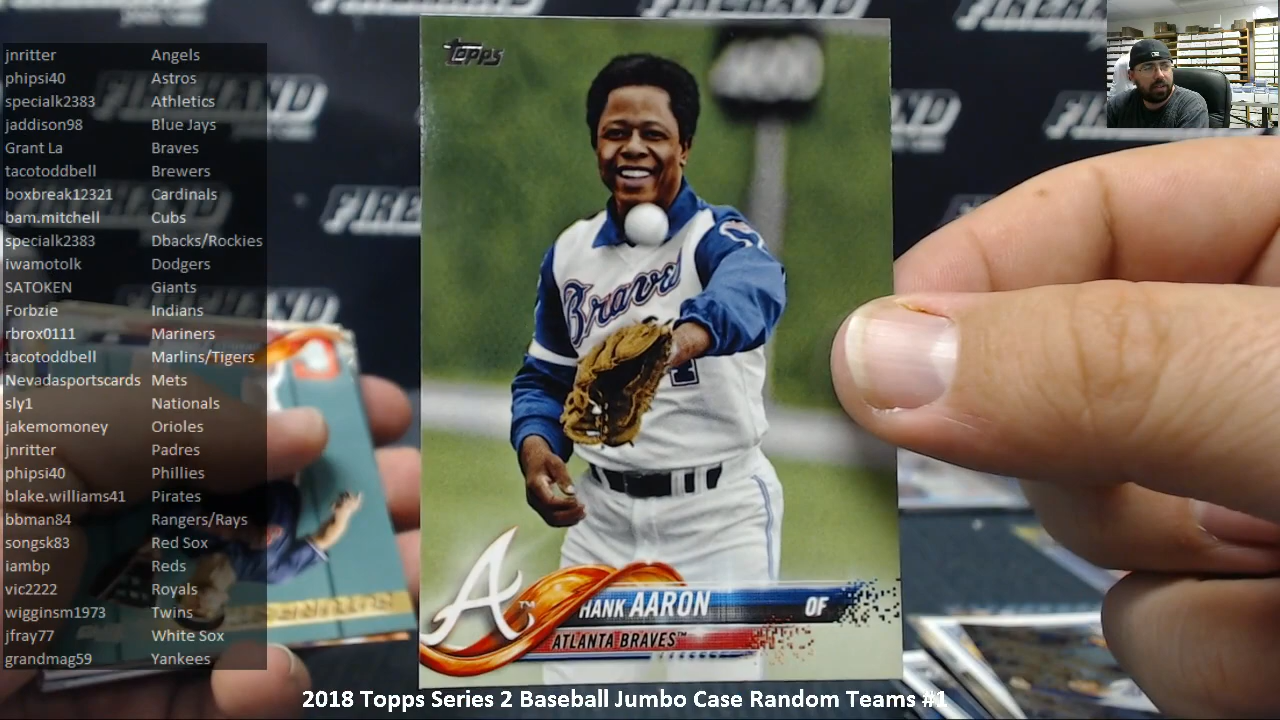 jnritter Angels
phipsi40 Astros
specialk2383 Athletics
jaddison98 Blue Jays
Grant La Braves
tacotoddbell Brewers
boxbreak12321 Cardinals
bam.mitchell Cubs
specialk2383 Dbacks/Rockies
iwamotolk Dodgers
SATOKEN Giants
Forbzie Indians
rbrox0111 Mariners
tacotoddbell Marlins/Tigers
Nevadasportscards Mets
sly1 Nationals
jakemomoney Orioles
jnritter Padres
phipsi40 Phillies
blake.williams41 Pirates
bbman84 Rangers/Rays
songsk83 Red Sox
iambp Reds
vic2222 Royals
wigginsm1973 Twins
jfray77 White Sox
grandmag59 Yankees
Topps
Braves
A TM
HANK AARON OF
ATLANTA BRAVES™
FIREHAND
2018 Topps Series 2 Baseball Jumbo Case Random Teams #1